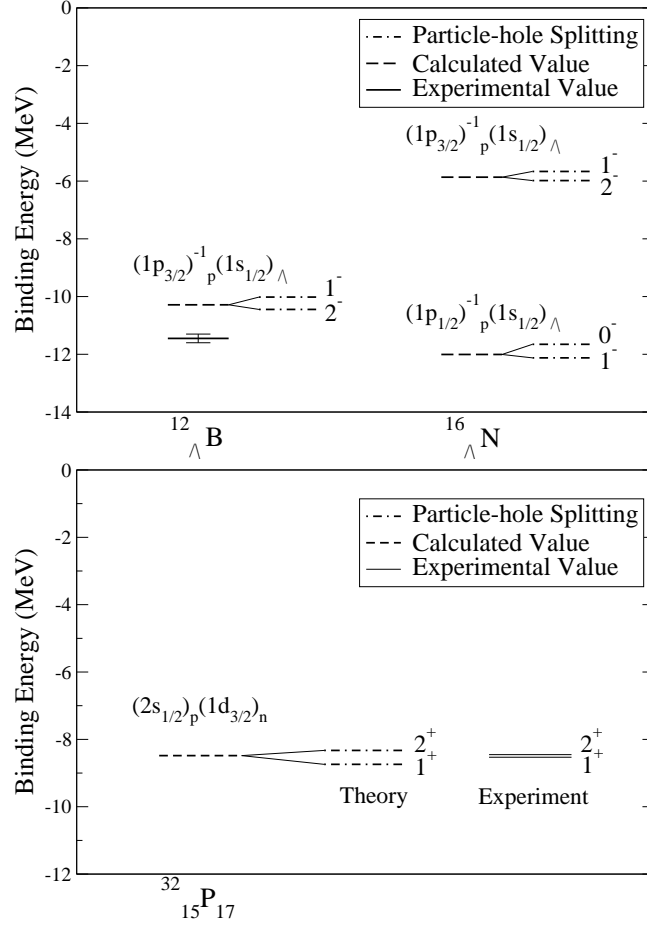 0
-2
-4
-6
-8
-10
-12
-14
Binding Energy (MeV)
Particle-hole Splitting
Calculated Value
Experimental Value
(1p3/2)-1p(1s1/2)Λ
1-
2-
(1p3/2)-1p(1s1/2)Λ
1-
2-
(1p1/2)-1p(1s1/2)Λ
0-
1-
12ΛB
16ΛN
0
-2
-4
-6
-8
-10
-12
Binding Energy (MeV)
Particle-hole Splitting
Calculated Value
Experimental Value
(2s1/2)p(1d3/2)n
2+
1+
2+
1+
Theory
Experiment
3215P17